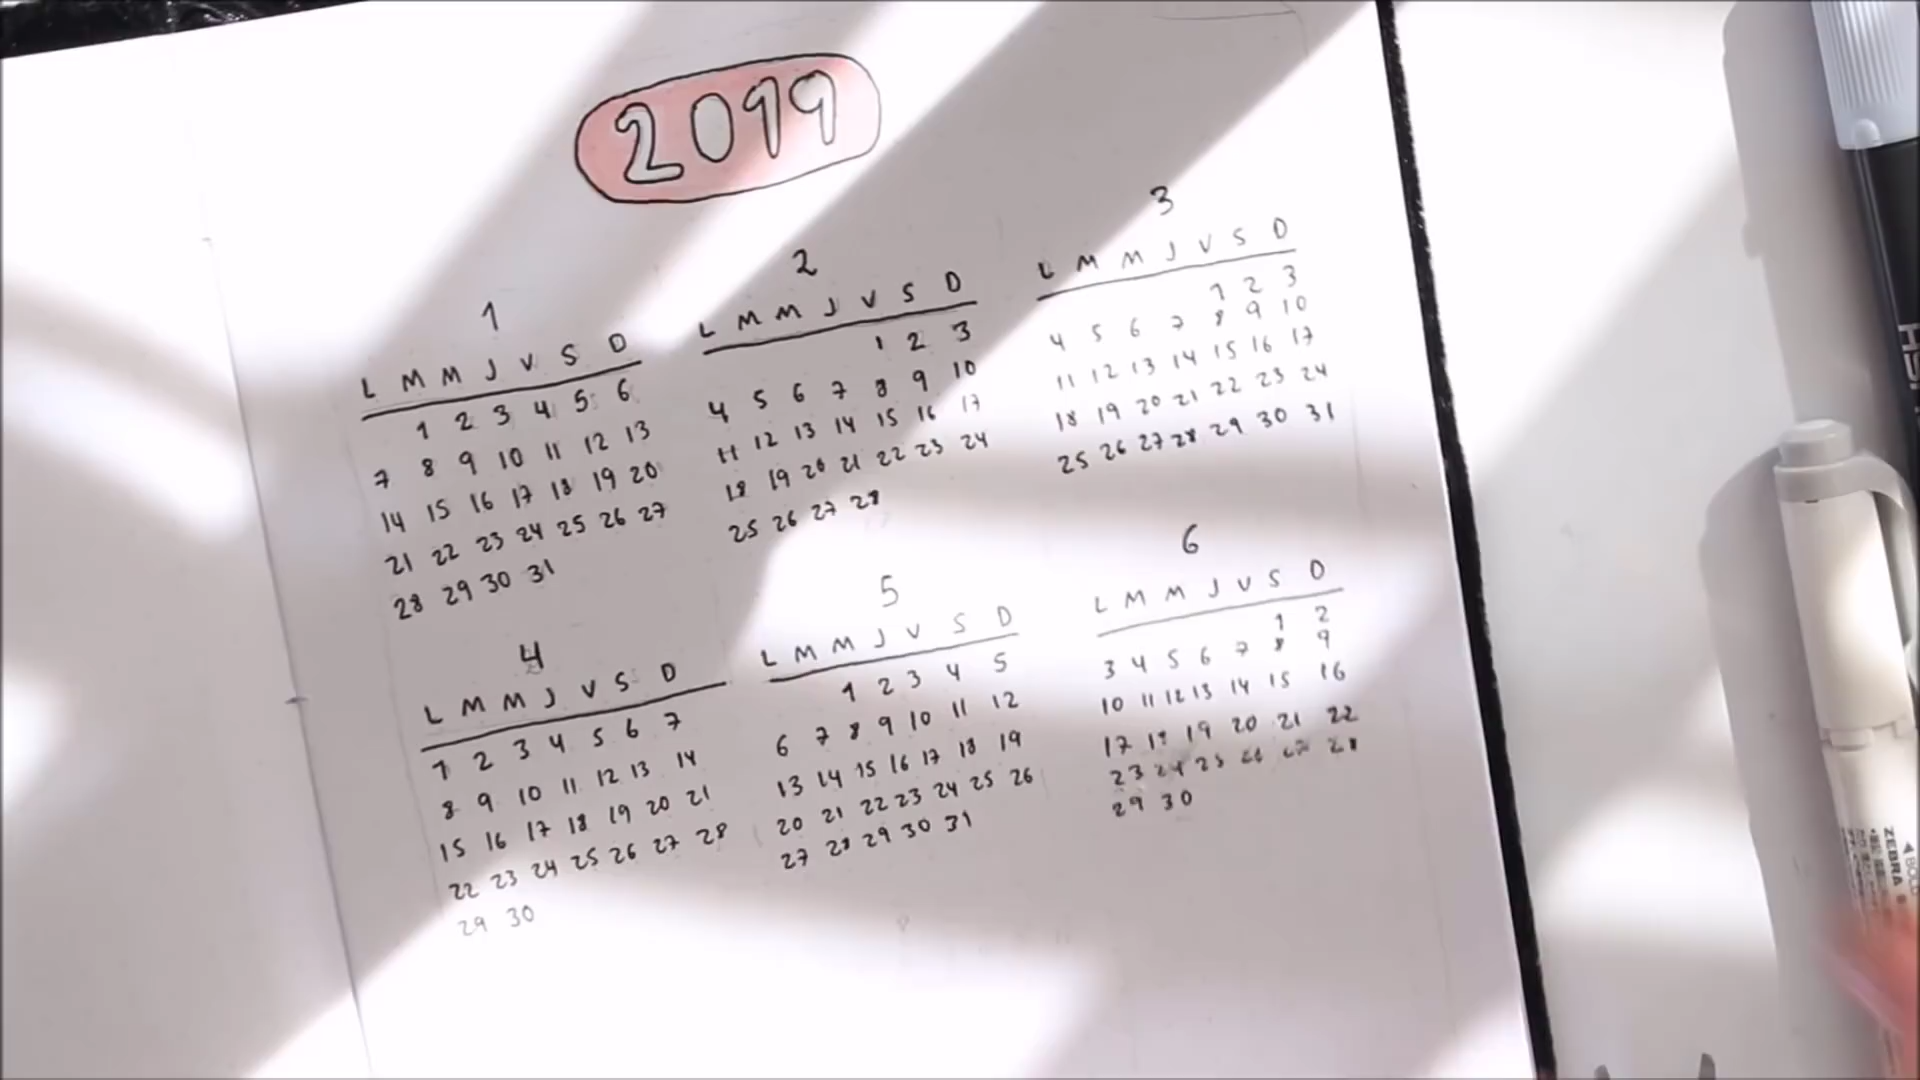 2019
1
L M M J V S D
1 2 3 4 5 6
7 8 9 10 11 12 13
14 15 16 17 18 19 20
21 22 23 24 25 26 27
28 29 30 31
2
L M M J V S D
1 2 3
4 5 6 7 8 9 10
11 12 13 14 15 16 17
18 19 20 21 22 23 24
25 26 27 28
3
L M M J V S D
1 2 3
4 5 6 7 8 9 10
11 12 13 14 15 16 17
18 19 20 21 22 23 24
25 26 27 28 29 30 31
4
L M M J V S D
1 2 3 4 5 6 7
8 9 10 11 12 13 14
15 16 17 18 19 20 21
22 23 24 25 26 27 28
29 30
5
L M M J V S D
1 2 3 4 5
6 7 8 9 10 11 12
13 14 15 16 17 18 19
20 21 22 23 24 25 26
27 28 29 30 31
6
L M M J V S D
1 2
3 4 5 6 7 8 9
10 11 12 13 14 15 16
17 18 19 20 21 22
23 24 25 26 27 28
29 30
BOLD
ZEBRA